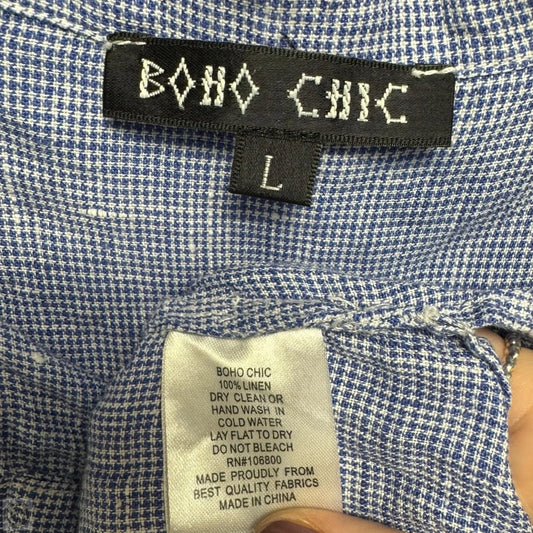 BOHO CHIC
L
BOHO CHIC
100% LINEN
DRY CLEAN OR
HAND WASH IN
COLD WATER
LAY FLAT TO DRY
DO NOT BLEACH
RN#106800
MADE PROUDLY FROM
BEST QUALITY FABRICS
MADE IN CHINA